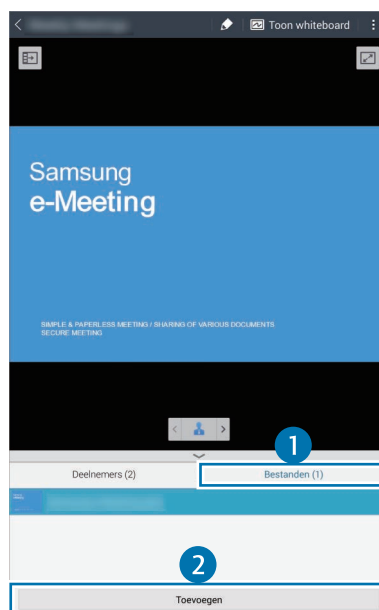 Toon whiteboard
Samsung
e-Meeting
SIMPLE & PAPERLESS MEETING / SHARING OF VARIOUS DOCUMENTS
SECURE MEETING
1
Deelnemers (2)
Bestanden (1)
2
Toevoegen